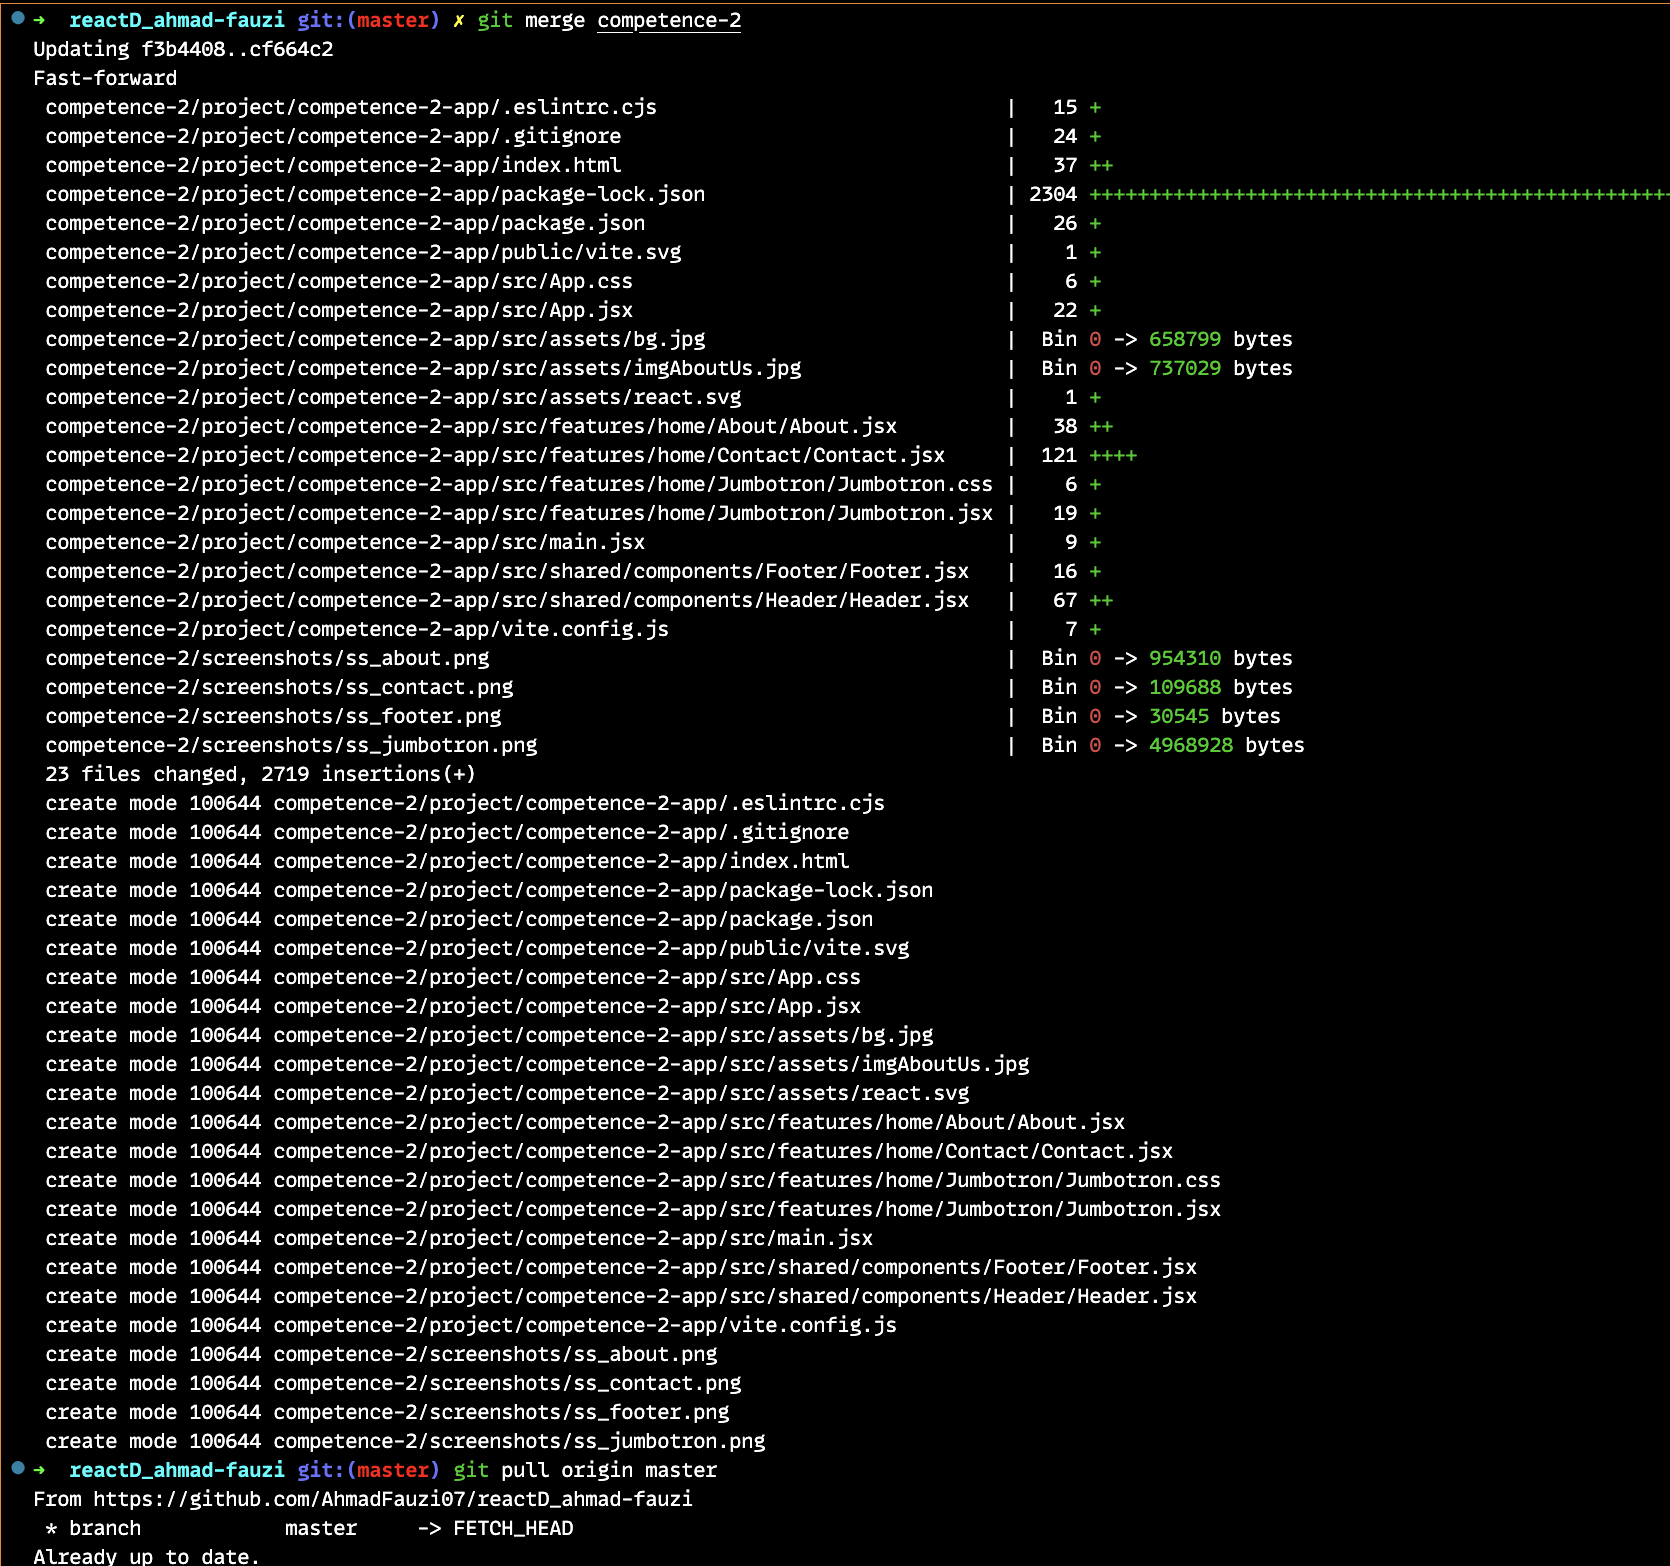 ➜  reactD_ahmad-fauzi git:(master) ✗ git merge competence-2
Updating f3b4408..cf664c2
Fast-forward
 competence-2/project/competence-2-app/.eslintrc.cjs                             |   15 +
 competence-2/project/competence-2-app/.gitignore                                |   24 +
 competence-2/project/competence-2-app/index.html                                |   37 ++
 competence-2/project/competence-2-app/package-lock.json                         | 2304 ++++++++++++++++++++++++++++++++++++++++++++++++
 competence-2/project/competence-2-app/package.json                              |   26 +
 competence-2/project/competence-2-app/public/vite.svg                           |    1 +
 competence-2/project/competence-2-app/src/App.css                               |    6 +
 competence-2/project/competence-2-app/src/App.jsx                               |   22 +
 competence-2/project/competence-2-app/src/assets/bg.jpg                         |  Bin 0 -> 658799 bytes
 competence-2/project/competence-2-app/src/assets/imgAboutUs.jpg                 |  Bin 0 -> 737029 bytes
 competence-2/project/competence-2-app/src/assets/react.svg                      |    1 +
 competence-2/project/competence-2-app/src/features/home/About/About.jsx         |   38 ++
 competence-2/project/competence-2-app/src/features/home/Contact/Contact.jsx     |  121 ++++
 competence-2/project/competence-2-app/src/features/home/Jumbotron/Jumbotron.css |    6 +
 competence-2/project/competence-2-app/src/features/home/Jumbotron/Jumbotron.jsx |   19 +
 competence-2/project/competence-2-app/src/main.jsx                              |    9 +
 competence-2/project/competence-2-app/src/shared/components/Footer/Footer.jsx   |   16 +
 competence-2/project/competence-2-app/src/shared/components/Header/Header.jsx   |   67 ++
 competence-2/project/competence-2-app/vite.config.js                            |    7 +
 competence-2/screenshots/ss_about.png                                           |  Bin 0 -> 954310 bytes
 competence-2/screenshots/ss_contact.png                                         |  Bin 0 -> 109688 bytes
 competence-2/screenshots/ss_footer.png                                          |  Bin 0 -> 30545 bytes
 competence-2/screenshots/ss_jumbotron.png                                       |  Bin 0 -> 4968928 bytes
 23 files changed, 2719 insertions(+)
 create mode 100644 competence-2/project/competence-2-app/.eslintrc.cjs
 create mode 100644 competence-2/project/competence-2-app/.gitignore
 create mode 100644 competence-2/project/competence-2-app/index.html
 create mode 100644 competence-2/project/competence-2-app/package-lock.json
 create mode 100644 competence-2/project/competence-2-app/package.json
 create mode 100644 competence-2/project/competence-2-app/public/vite.svg
 create mode 100644 competence-2/project/competence-2-app/src/App.css
 create mode 100644 competence-2/project/competence-2-app/src/App.jsx
 create mode 100644 competence-2/project/competence-2-app/src/assets/bg.jpg
 create mode 100644 competence-2/project/competence-2-app/src/assets/imgAboutUs.jpg
 create mode 100644 competence-2/project/competence-2-app/src/assets/react.svg
 create mode 100644 competence-2/project/competence-2-app/src/features/home/About/About.jsx
 create mode 100644 competence-2/project/competence-2-app/src/features/home/Contact/Contact.jsx
 create mode 100644 competence-2/project/competence-2-app/src/features/home/Jumbotron/Jumbotron.css
 create mode 100644 competence-2/project/competence-2-app/src/features/home/Jumbotron/Jumbotron.jsx
 create mode 100644 competence-2/project/competence-2-app/src/main.jsx
 create mode 100644 competence-2/project/competence-2-app/src/shared/components/Footer/Footer.jsx
 create mode 100644 competence-2/project/competence-2-app/src/shared/components/Header/Header.jsx
 create mode 100644 competence-2/project/competence-2-app/vite.config.js
 create mode 100644 competence-2/screenshots/ss_about.png
 create mode 100644 competence-2/screenshots/ss_contact.png
 create mode 100644 competence-2/screenshots/ss_footer.png
 create mode 100644 competence-2/screenshots/ss_jumbotron.png
➜  reactD_ahmad-fauzi git:(master) git pull origin master
From https://github.com/AhmadFauzi07/reactD_ahmad-fauzi
 * branch            master     -> FETCH_HEAD
Already up to date.